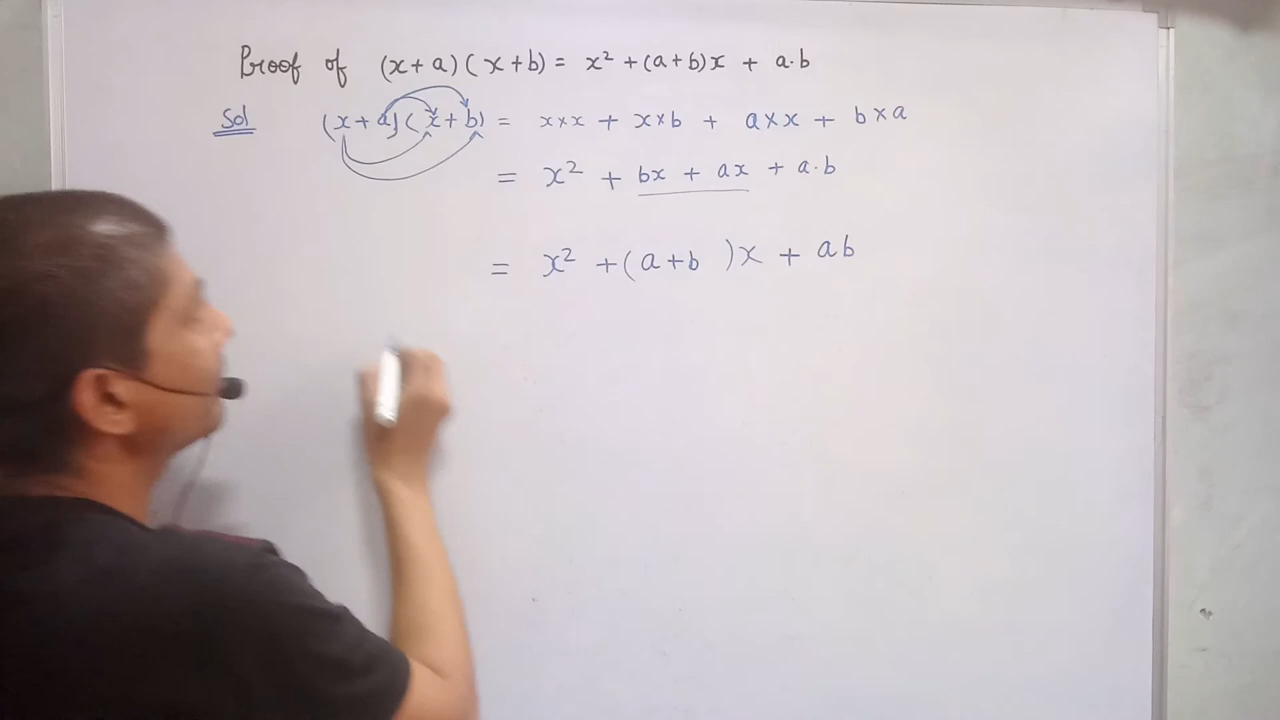 Proof of (x+a)(x+b) = x² + (a+b)x + a·b
Sol (x+a)(x+b) = x×x + x×b + a×x + b×a
= x² + bx + ax + a·b
= x² + (a+b )x + ab